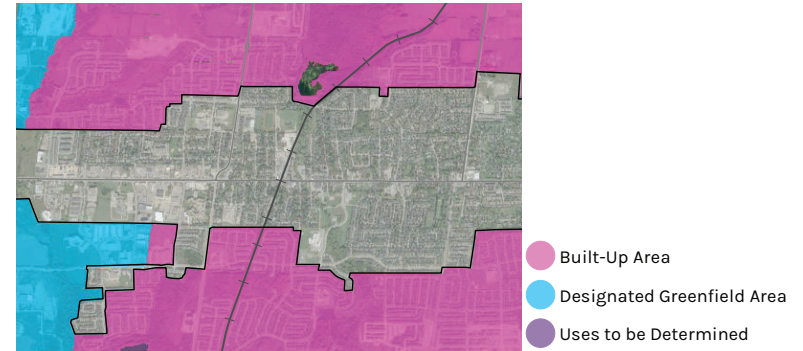 Built-Up Area
Designated Greenfield Area
Uses to be Determined